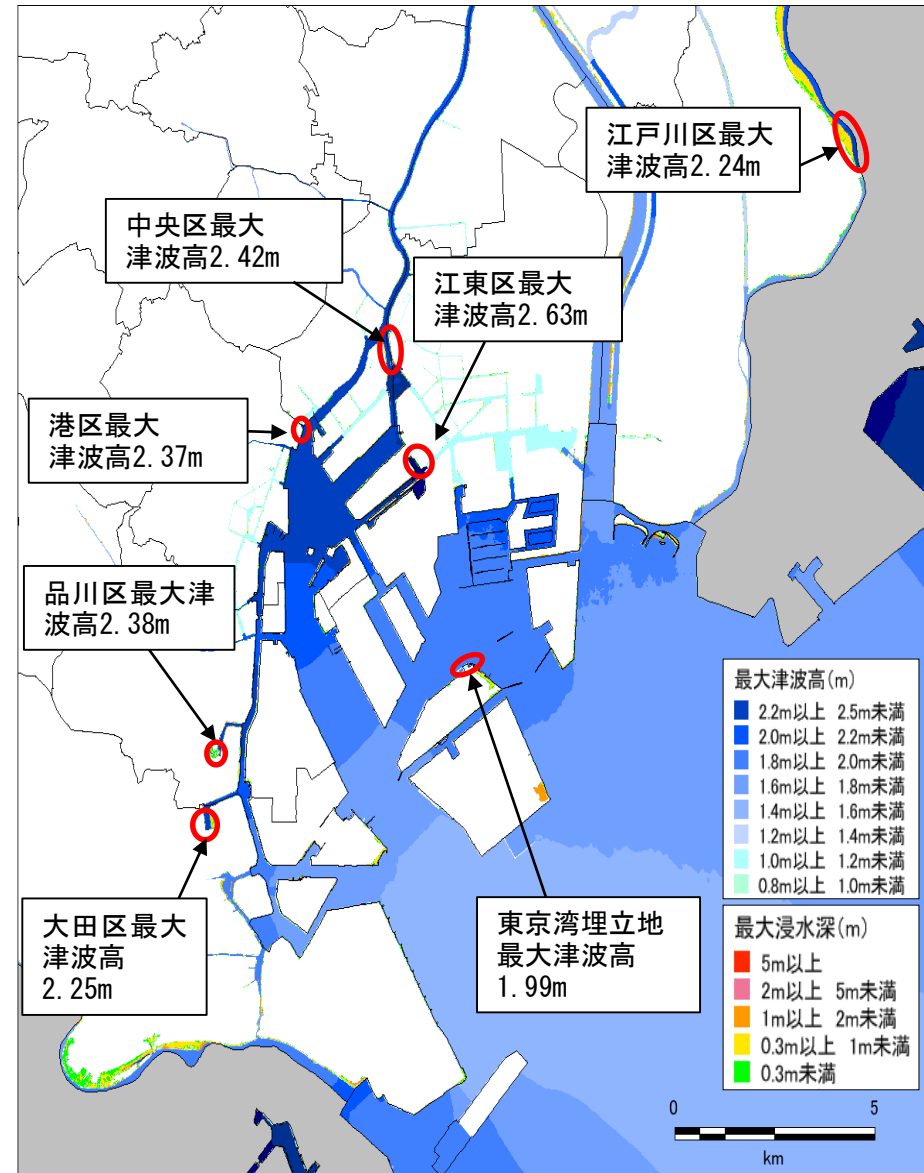 江戸川区最大
津波高2.24m
中央区最大
津波高2.42m
江東区最大
津波高2.63m
港区最大
津波高2.37m
品川区最大津
波高2.38m
大田区最大
津波高
2.25m
東京湾埋立地
最大津波高
1.99m
最大津波高(m)
2.2m以上 2.5m未満
2.0m以上 2.2m未満
1.8m以上 2.0m未満
1.6m以上 1.8m未満
1.4m以上 1.6m未満
1.2m以上 1.4m未満
1.0m以上 1.2m未満
0.8m以上 1.0m未満
最大浸水深(m)
5m以上
2m以上 5m未満
1m以上 2m未満
0.3m以上 1m未満
0.3m未満
0 5
km